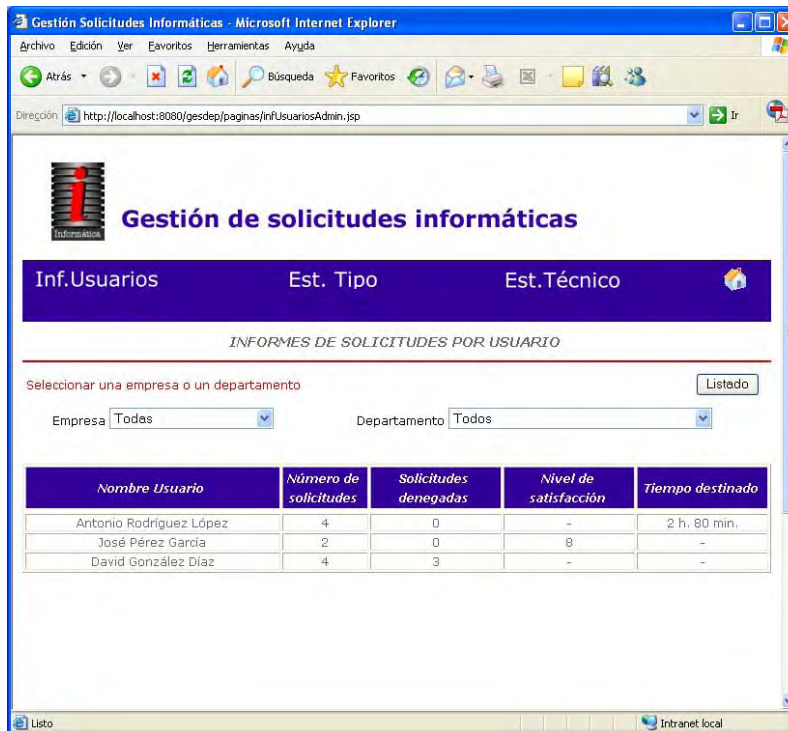 Gestión Solicitudes Informáticas - Microsoft Internet Explorer
Archivo Edición Ver Favoritos Herramientas Ayuda
Atrás Búsqueda Favoritos
Dirección http://localhost:8080/gesdep/paginas/infUsuariosAdmin.jsp Ir
i
Informática
Gestión de solicitudes informáticas
Inf.Usuarios Est. Tipo Est.Técnico
INFORMES DE SOLICITUDES POR USUARIO
Seleccionar una empresa o un departamento Listado
Empresa Todas Departamento Todos
Nombre Usuario Número de solicitudes Solicitudes denegadas Nivel de satisfacción Tiempo destinado
Antonio Rodríguez López 4 0 - 2 h. 80 min.
José Pérez García 2 0 8 -
David González Díaz 4 3 - -
Listo Intranet local